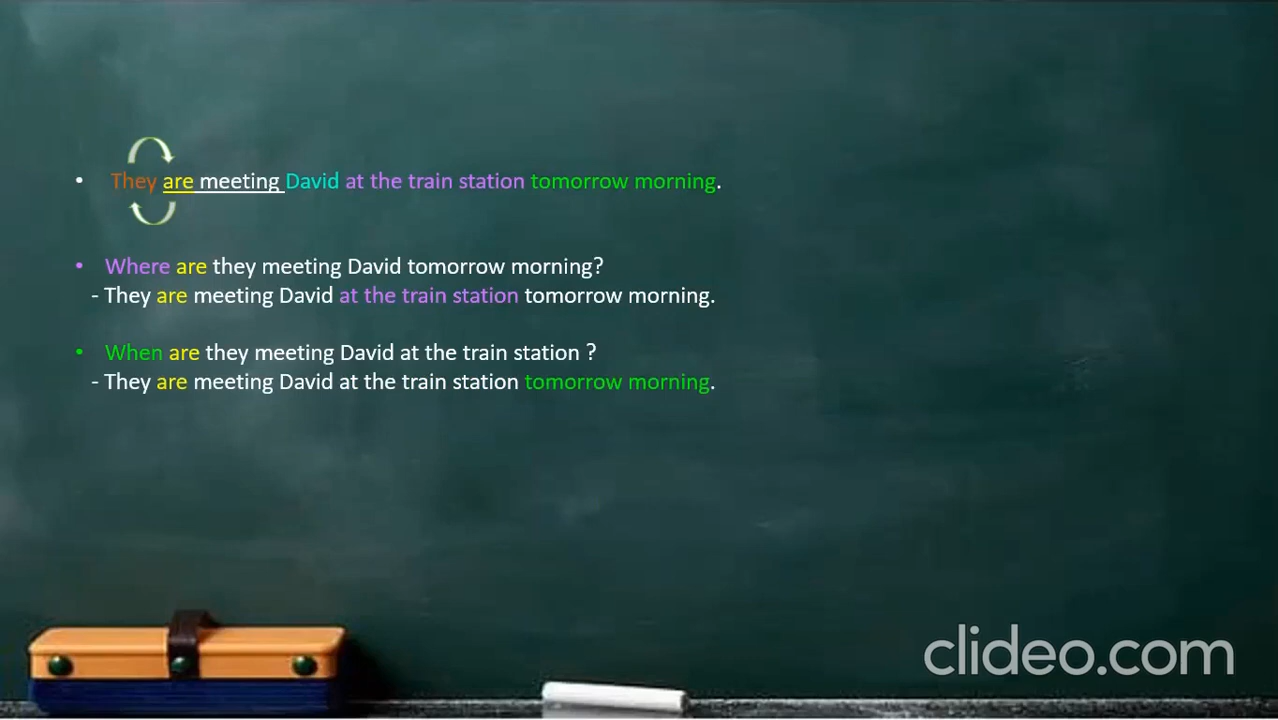 • They are meeting David at the train station tomorrow morning.
• Where are they meeting David tomorrow morning?
- They are meeting David at the train station tomorrow morning.
• When are they meeting David at the train station ?
- They are meeting David at the train station tomorrow morning.
clideo.com